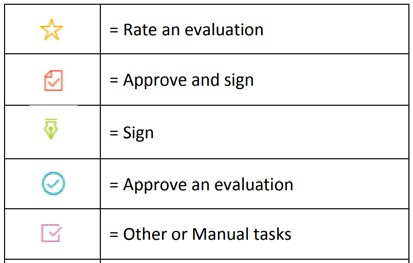 = Rate an evaluation
= Approve and sign
= Sign
= Approve an evaluation
= Other or Manual tasks